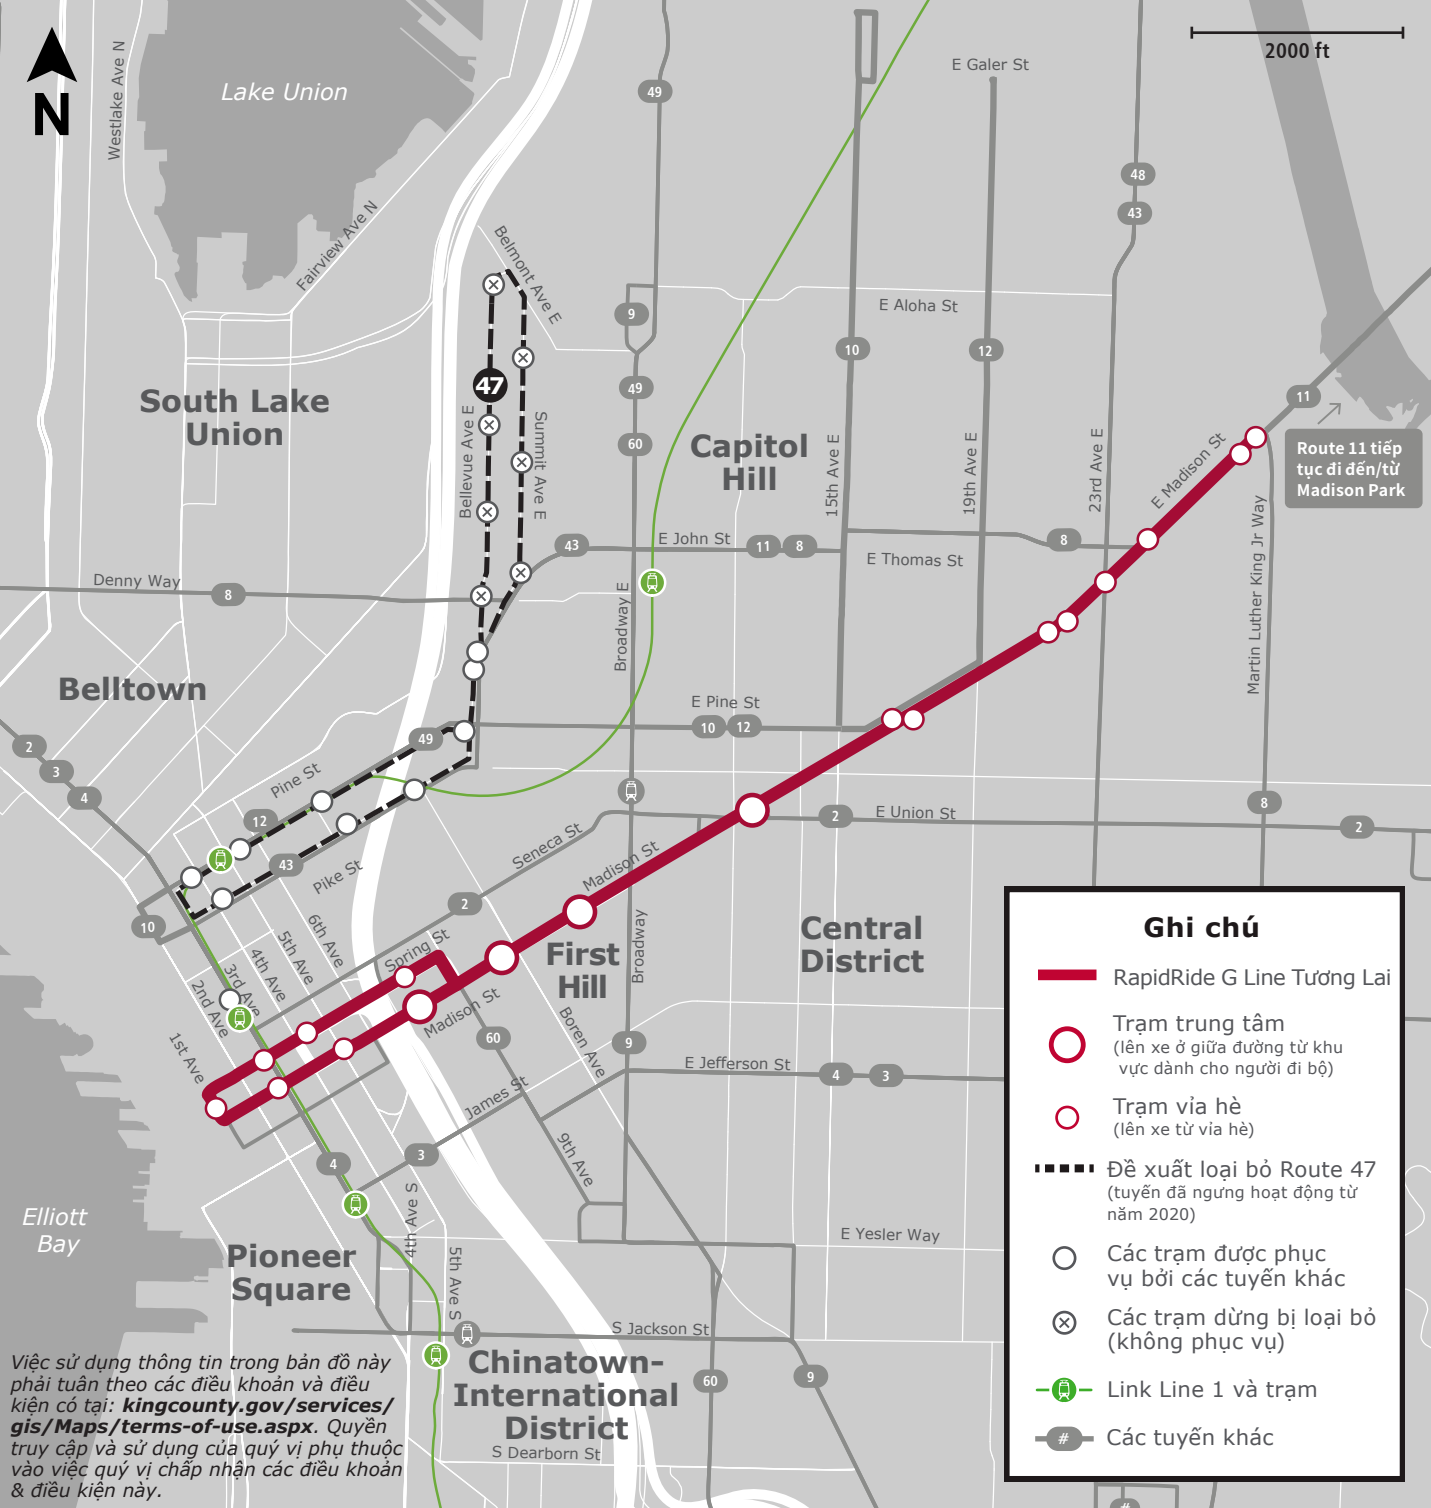 N
2000 ft
Lake Union
Westlake Ave N
Fairview Ave N
E Galer St
49
48
43
Belmont Ave E
E Aloha St
9
10
12
49
47
11
South Lake
Union
Bellevue Ave E
Summit Ave E
60
Capitol
Hill
15th Ave E
19th Ave E
23rd Ave E
E Madison St
Route 11 tiếp
tục đi đến/từ
Madison Park
43
E John St
11
8
E Thomas St
8
Denny Way
8
Broadway E
Martin Luther King Jr Way
Belltown
E Pine St
10
12
49
2
3
4
Pine St
12
43
Pike St
8
2
E Union St
2
Seneca St
Madison St
2
10
6th Ave
5th Ave
4th Ave
3rd Ave
2nd Ave
1st Ave
Spring St
Madison St
First
Hill
Broadway
Central
District
60
Boren Ave
9
E Jefferson St
4
3
James St
9th Ave
3
4
4th Ave S
5th Ave S
E Yesler Way
Elliott
Bay
Pioneer
Square
S Jackson St
Chinatown-
International
District
60
9
S Dearborn St
#
Việc sử dụng thông tin trong bản đồ này
phải tuân theo các điều khoản và điều
kiện có tại: kingcounty.gov/services/
gis/Maps/terms-of-use.aspx. Quyền
truy cập và sử dụng của quý vị phụ thuộc
vào việc quý vị chấp nhận các điều khoản
& điều kiện này.
Ghi chú
RapidRide G Line Tương Lai
Trạm trung tâm
(lên xe ở giữa đường từ khu
vực dành cho người đi bộ)
Trạm vỉa hè
(lên xe từ vỉa hè)
Đề xuất loại bỏ Route 47
(tuyến đã ngưng hoạt động từ
năm 2020)
Các trạm được phục
vụ bởi các tuyến khác
Các trạm dừng bị loại bỏ
(không phục vụ)
Link Line 1 và trạm
#
Các tuyến khác